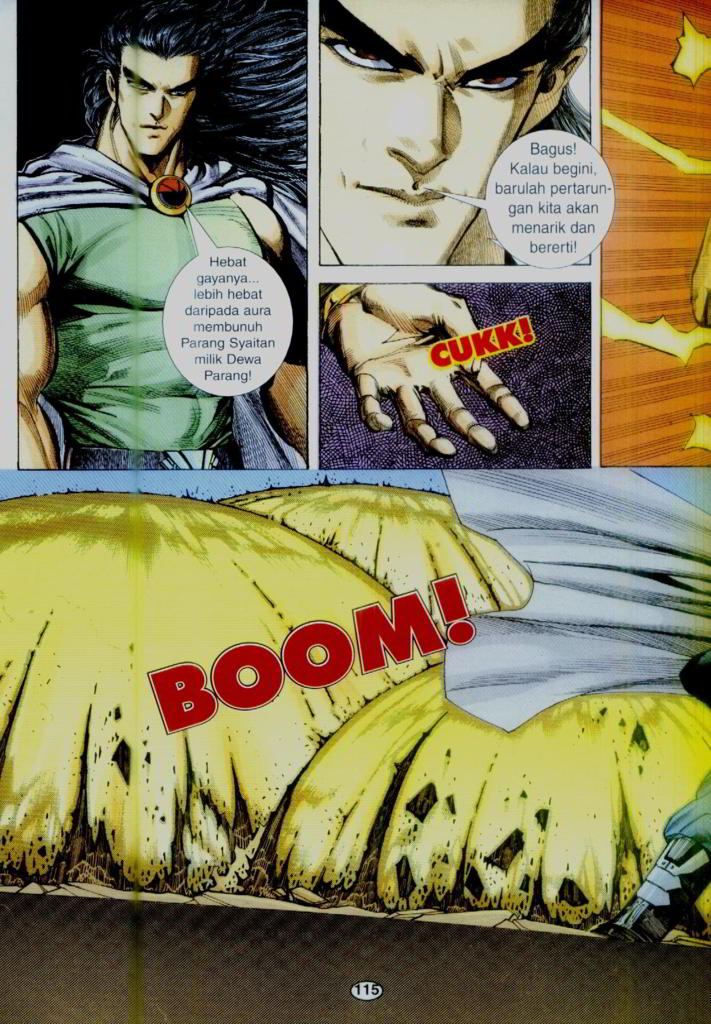 Hebat
gayanya...
lebih hebat
daripada aura
membunuh
Parang Syaitan
milik Dewa
Parang!
Bagus!
Kalau begini,
barulah pertarun-
gan kita akan
menarik dan
bererti!
CUKK!
BOOM!
115